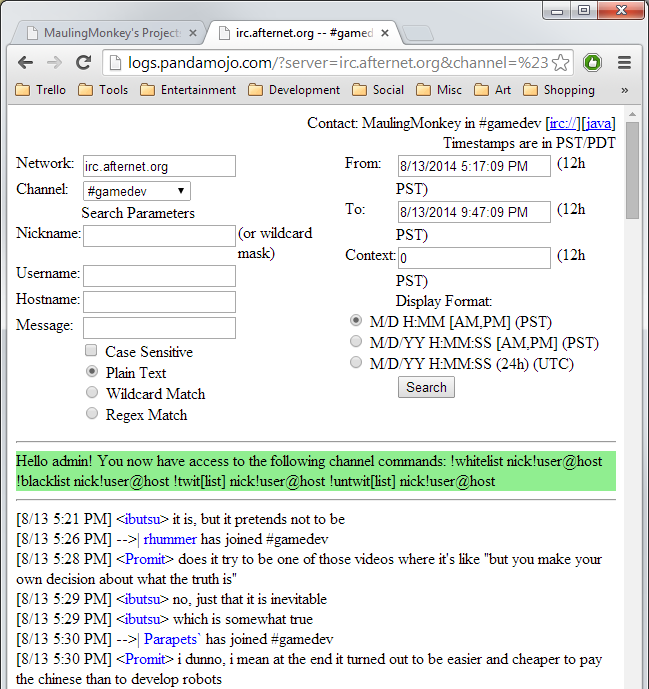 MaulingMonkey's Project
irc.afternet.org -- #gamed
logs.pandamojo.com/?server=irc.afternet.org&channel=%23
Trello Tools Entertainment Development Social Misc Art Shopping »
Contact: MaulingMonkey in #gamedev [irc://][java]
Timestamps are in PST/PDT
Network: irc.afternet.org
Channel: #gamedev
Search Parameters
Nickname: (or wildcard
mask)
Username:
Hostname:
Message:
Case Sensitive
Plain Text
Wildcard Match
Regex Match
From: 8/13/2014 5:17:09 PM (12h
PST)
To: 8/13/2014 9:47:09 PM (12h
PST)
Context: 0 (12h
PST)
Display Format:
M/D H:MM [AM,PM] (PST)
M/D/YY H:MM:SS [AM,PM] (PST)
M/D/YY H:MM:SS (24h) (UTC)
Search
Hello admin! You now have access to the following channel commands: !whitelist nick!user@host
!blacklist nick!user@host !twit[list] nick!user@host !untwit[list] nick!user@host
[8/13 5:21 PM] <ibutsu> it is, but it pretends not to be
[8/13 5:26 PM] -->| rhummer has joined #gamedev
[8/13 5:28 PM] <Promit> does it try to be one of those videos where it's like "but you make your
own decision about what the truth is"
[8/13 5:29 PM] <ibutsu> no, just that it is inevitable
[8/13 5:29 PM] <ibutsu> which is somewhat true
[8/13 5:30 PM] -->| Parapets` has joined #gamedev
[8/13 5:30 PM] <Promit> i dunno, i mean at the end it turned out to be easier and cheaper to pay
the chinese than to develop robots